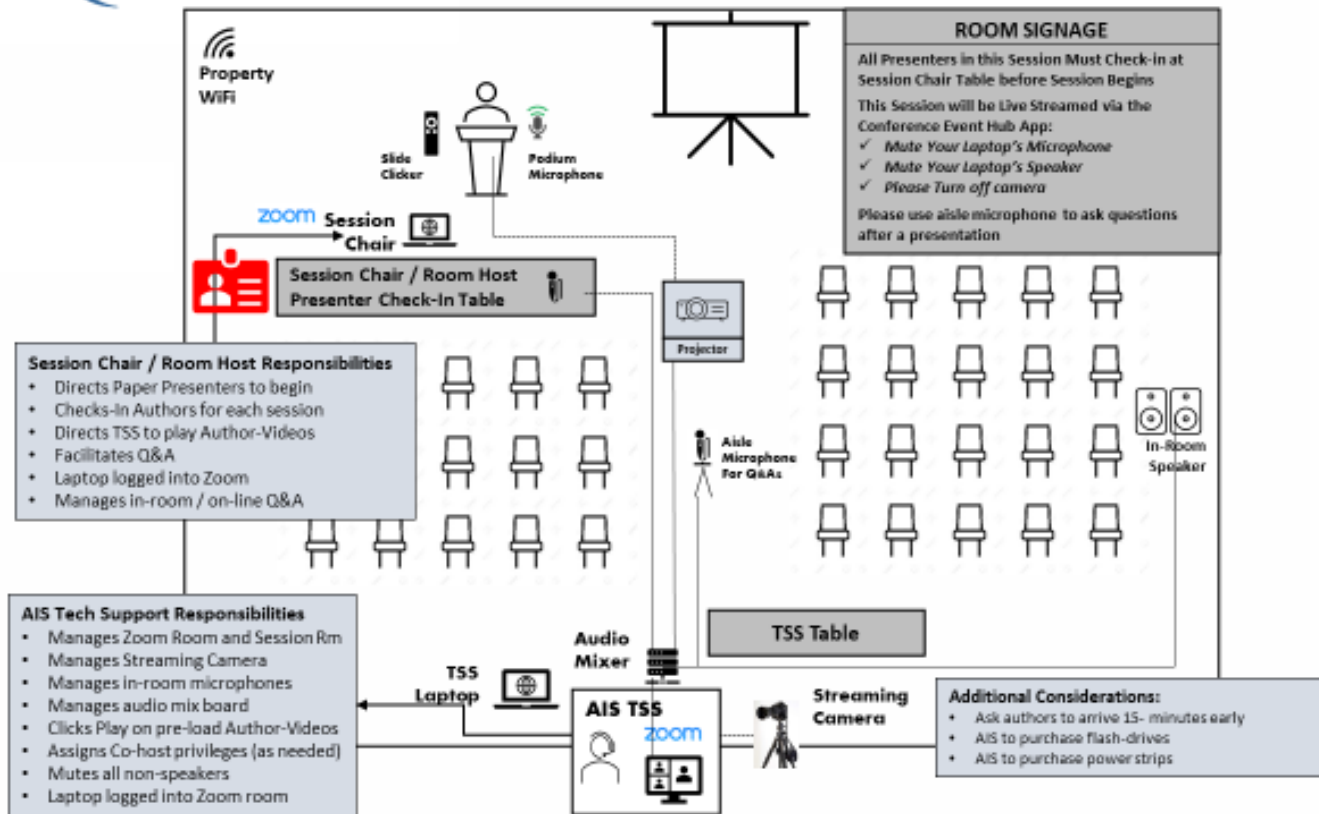 Property
WiFi
Slide
Clicker
Podium
Microphone
ROOM SIGNAGE
All Presenters in this Session Must Check-in at
Session Chair Table before Session Begins
This Session will be Live Streamed via the
Conference Event Hub App:
✓ Mute Your Laptop's Microphone
✓ Mute Your Laptop's Speaker
✓ Please Turn off camera
Please use aisle microphone to ask questions
after a presentation
zoom Session
Chair
Session Chair / Room Host
Presenter Check-In Table
Projector
Session Chair / Room Host Responsibilities
• Directs Paper Presenters to begin
• Checks-In Authors for each session
• Directs TSS to play Author-Videos
• Facilitates Q&A
• Laptop logged into Zoom
• Manages in-room / on-line Q&A
Aisle
Microphone
For Q&As
In-Room
Speaker
AIS Tech Support Responsibilities
• Manages Zoom Room and Session Rm
• Manages Streaming Camera
• Manages in-room microphones
• Manages audio mix board
• Clicks Play on pre-load Author-Videos
• Assigns Co-host privileges (as needed)
• Mutes all non-speakers
• Laptop logged into Zoom room
TSS
Laptop
Audio
Mixer
TSS Table
AIS TSS
zoom
Streaming
Camera
Additional Considerations:
• Ask authors to arrive 15- minutes early
• AIS to purchase flash-drives
• AIS to purchase power strips